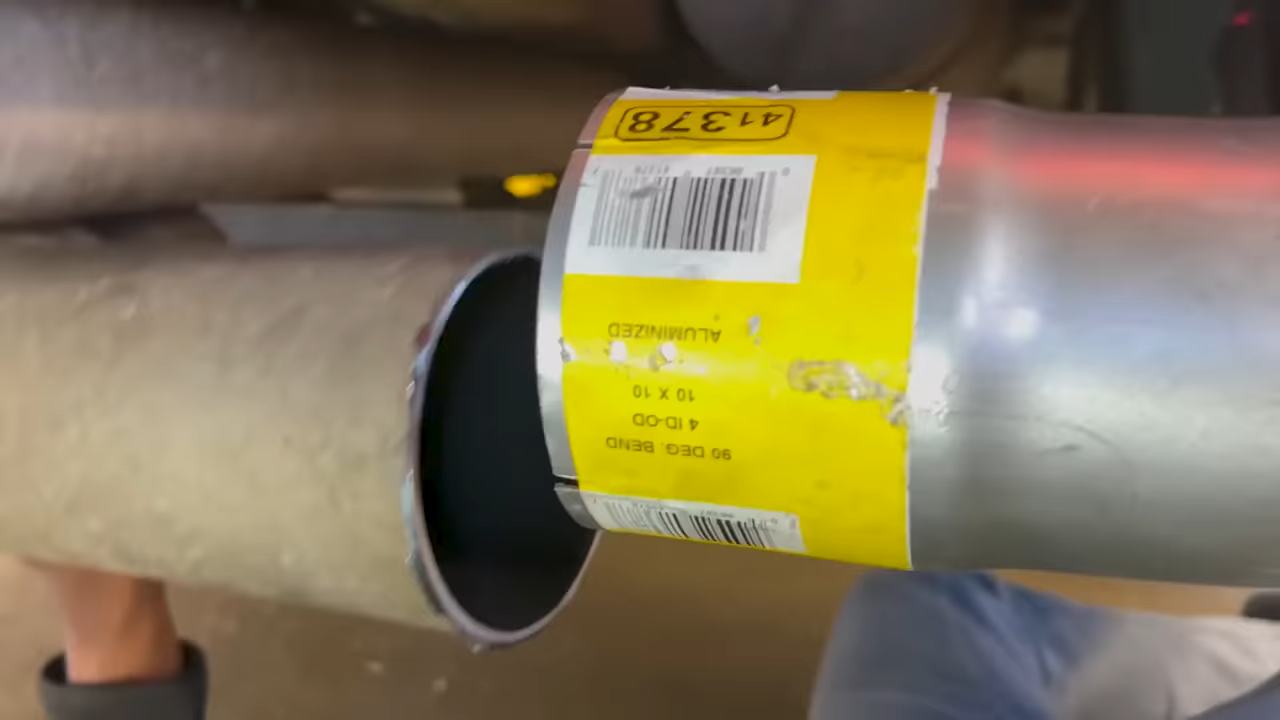 90 DEG. BEND
4 ID-OD
10 X 10
ALUMINIZED
41378